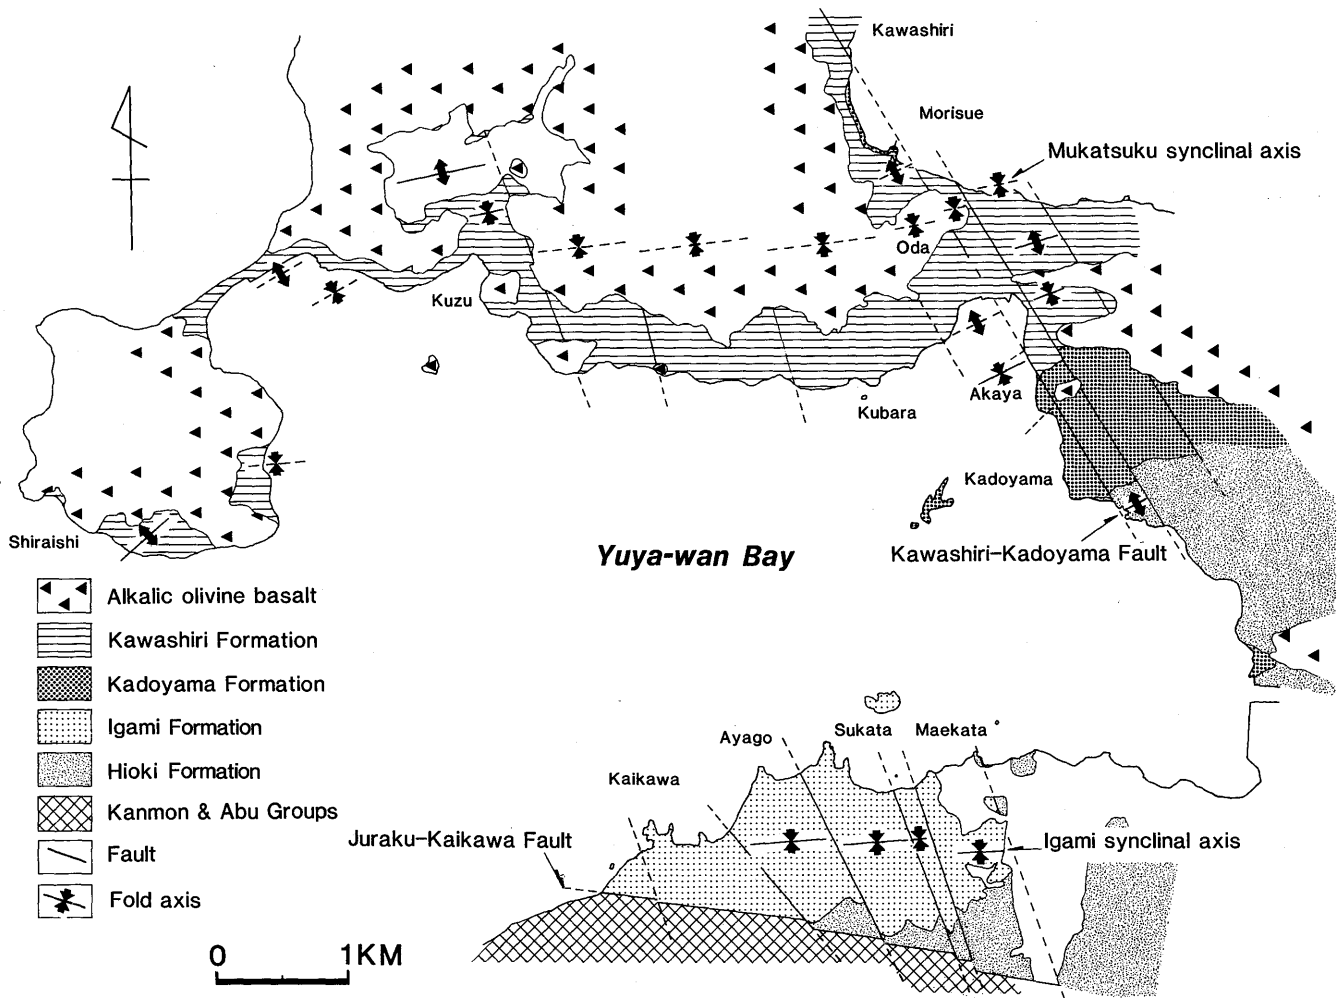 Kawashiri
Morisue
Mukatsuku synclinal axis
Oda
Kuzu
Kubara
Akaya
Kadoyama
Shiraishi
Yuya-wan Bay
Kawashiri-Kadoyama Fault
Alkalic olivine basalt
Kawashiri Formation
Kadoyama Formation
Igami Formation
Hioki Formation
Kanmon & Abu Groups
Fault
Fold axis
Ayago
Sukata
Maekata
Kaikawa
Juraku-Kaikawa Fault
Igami synclinal axis
0 1KM